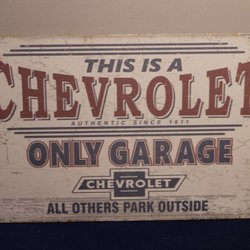 THIS IS A
CHEVROLET
AUTHENTIC SINCE 1911
ONLY GARAGE
CHEVROLET
ALL OTHERS PARK OUTSIDE